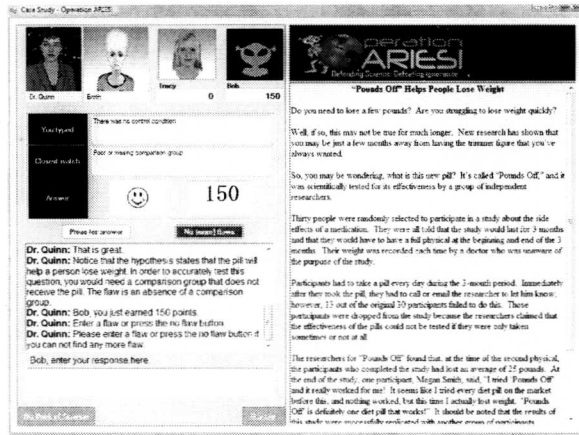 Case Study - Operation ARIES
Dr. Quinn
Tracy
Bob
0
150
You typed
There was no control condition
Closest match
Poor or missing comparison group
Answer
150
Press for answer
No (more) flaws
Dr. Quinn: That is great.
Dr. Quinn: Notice that the hypothesis states that the pill will
help a person lose weight. In order to accurately test this
question, you would need a comparison group that does not
receive the pill. The flaw is an absence of a comparison
group.
Dr. Quinn: Bob, you just earned 150 points.
Dr. Quinn: Enter a flaw or press the no flaw button.
Dr. Quinn: Please enter a flaw or press the no flaw button if
you can not find any more flaw.
Bob, enter your response here.
operation
ARIES!
Defending Science: Defeating Ignorance
"Pounds Off" Helps People Lose Weight
Do you need to lose a few pounds? Are you struggling to lose weight quickly?
Well, if so, this may not be true for much longer. New research has shown that
you may be just a few months away from having the trimmer figure that you've
always wanted.
So, you may be wondering, what is this new pill? It's called "Pounds Off," and it
was scientifically tested for its effectiveness by a group of independent
researchers.
Thirty people were randomly selected to participate in a study about the side
effects of a medication. They were all told that the study would last for 3 months
and that they would have to have a full physical at the beginning and end of the 3
months. Their weight was recorded each time by a doctor who was unaware of
the purpose of the study.
Participants had to take a pill every day during the 3-month period. Immediately
after they took the pill, they had to call or email the researcher to let him know,
however, 13 out of the original 30 participants failed to do this. These
participants were dropped from the study because the researchers claimed that
the effectiveness of the pills could not be tested if they were only taken
sometimes or not at all.
The researchers for "Pounds Off" found that, at the time of the second physical,
the participants who completed the study had lost an average of 25 pounds. At
the end of the study, one participant, Megan Smith, said, "I tried 'Pounds Off'
and it really worked for me! It seems like I tried every diet pill on the market
before this, and nothing worked, but this time I actually lost weight. "Pounds
Off" is definitely one diet pill that works!" It should be noted that the results of
this study were successfully replicated with another group of participants